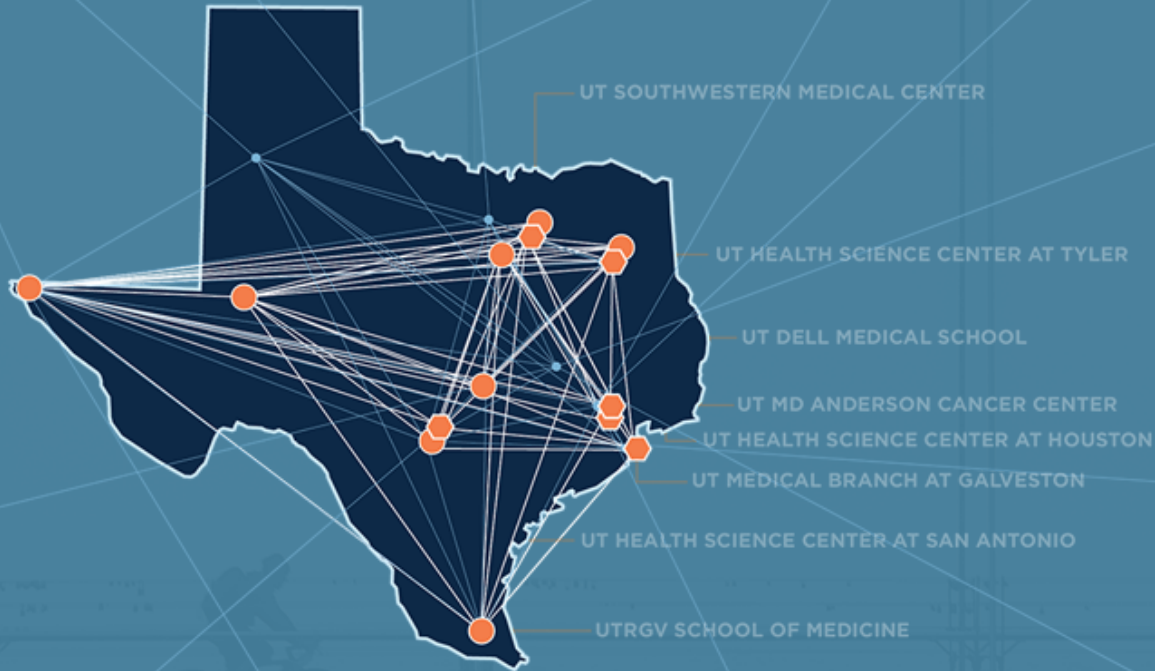 UT SOUTHWESTERN MEDICAL CENTER
UT HEALTH SCIENCE CENTER AT TYLER
UT DELL MEDICAL SCHOOL
UT MD ANDERSON CANCER CENTER
UT HEALTH SCIENCE CENTER AT HOUSTON
UT MEDICAL BRANCH AT GALVESTON
UT HEALTH SCIENCE CENTER AT SAN ANTONIO
UTRGV SCHOOL OF MEDICINE